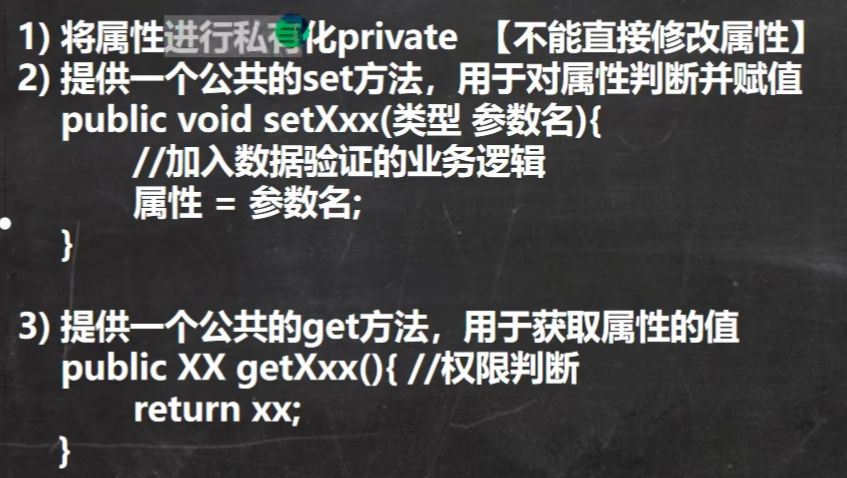 1) 将属性进行私有化private 【不能直接修改属性】
2) 提供一个公共的set方法，用于对属性判断并赋值
public void setXxx(类型 参数名){
//加入数据验证的业务逻辑
属性 = 参数名;
}
3) 提供一个公共的get方法，用于获取属性的值
public XX getXxx(){ //权限判断
return xx;
}